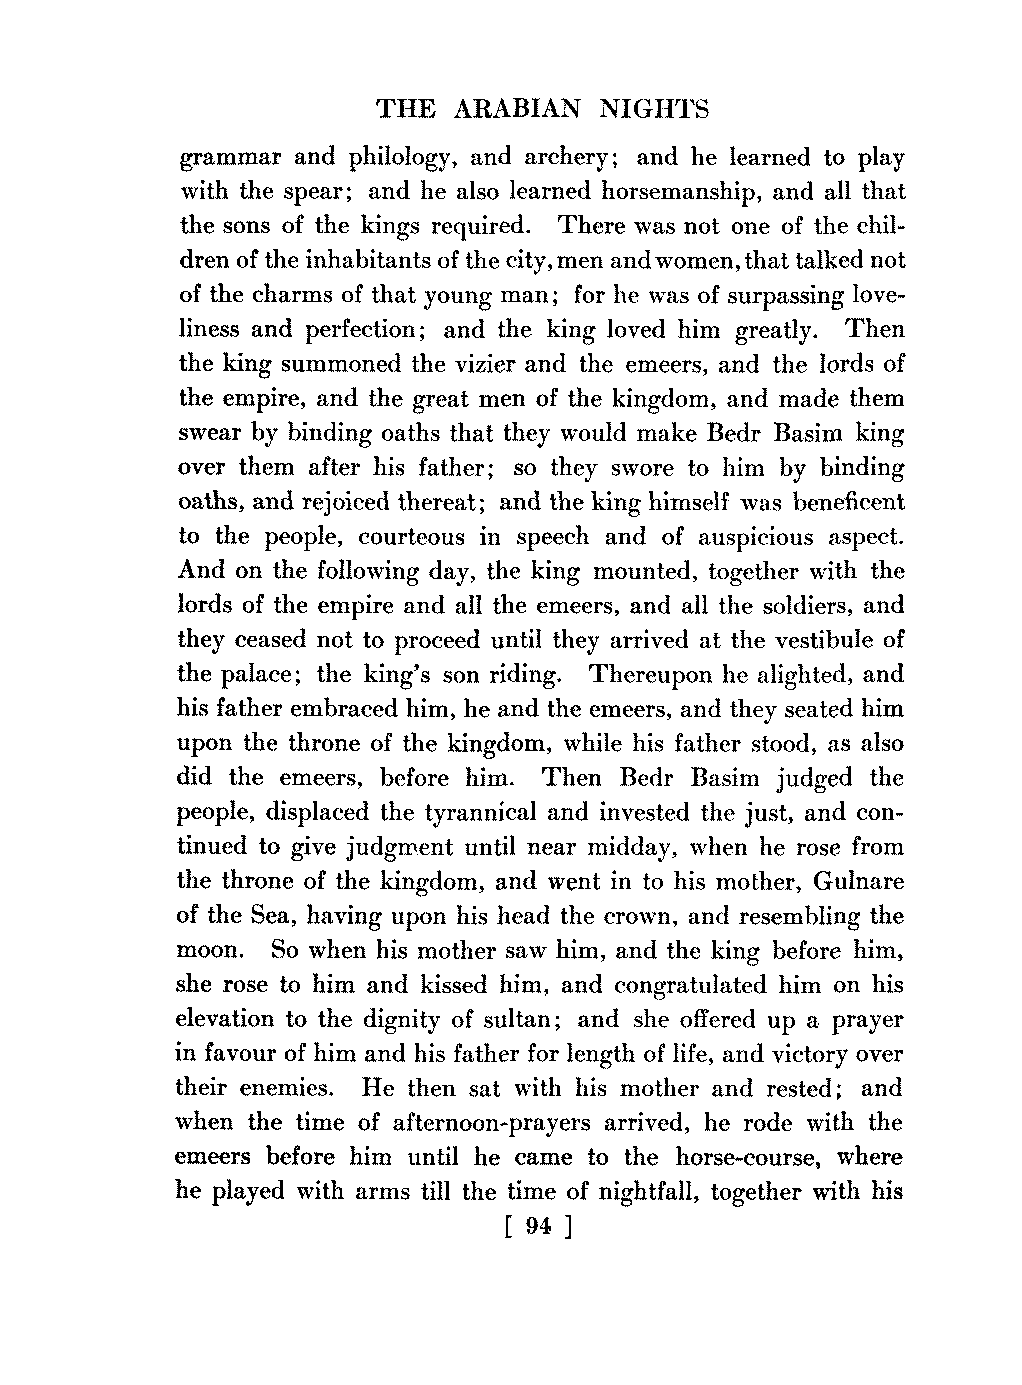 THE ARABIAN NIGHTS
grammar and philology, and archery; and he learned to play
with the spear; and he also learned horsemanship, and all that
the sons of the kings required. There was not one of the chil-
dren of the inhabitants of the city, men and women, that talked not
of the charms of that young man; for he was of surpassing love-
liness and perfection; and the king loved him greatly. Then
the king summoned the vizier and the emeers, and the lords of
the empire, and the great men of the kingdom, and made them
swear by binding oaths that they would make Bedr Basim king
over them after his father; so they swore to him by binding
oaths, and rejoiced thereat; and the king himself was beneficent
to the people, courteous in speech and of auspicious aspect.
And on the following day, the king mounted, together with the
lords of the empire and all the emeers, and all the soldiers, and
they ceased not to proceed until they arrived at the vestibule of
the palace; the king's son riding. Thereupon he alighted, and
his father embraced him, he and the emeers, and they seated him
upon the throne of the kingdom, while his father stood, as also
did the emeers, before him. Then Bedr Basim judged the
people, displaced the tyrannical and invested the just, and con-
tinued to give judgment until near midday, when he rose from
the throne of the kingdom, and went in to his mother, Gulnare
of the Sea, having upon his head the crown, and resembling the
moon. So when his mother saw him, and the king before him,
she rose to him and kissed him, and congratulated him on his
elevation to the dignity of sultan; and she offered up a prayer
in favour of him and his father for length of life, and victory over
their enemies. He then sat with his mother and rested; and
when the time of afternoon-prayers arrived, he rode with the
emeers before him until he came to the horse-course, where
he played with arms till the time of nightfall, together with his
[ 94 ]